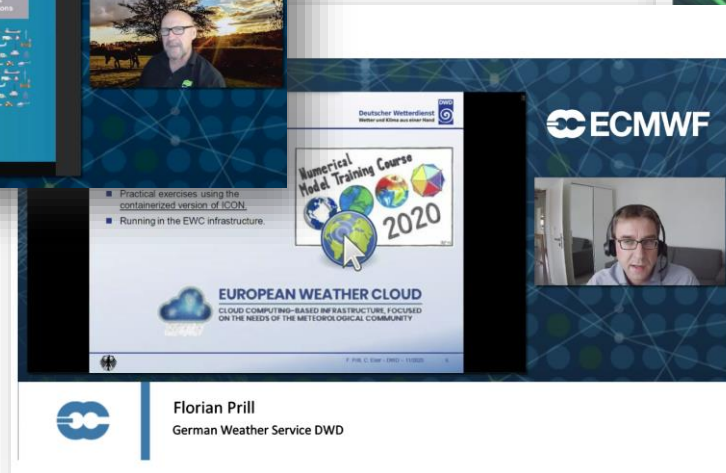 Deutscher Wetterdienst
Wetter und Klima aus einer Hand
DWD
ECMWF
Numerical
Model Training Course
2020
Practical exercises using the
containerized version of ICON.
Running in the EWC infrastructure.
EUROPEAN WEATHER CLOUD
CLOUD COMPUTING-BASED INFRASTRUCTURE, FOCUSED
ON THE NEEDS OF THE METEOROLOGICAL COMMUNITY
Florian Prill
German Weather Service DWD